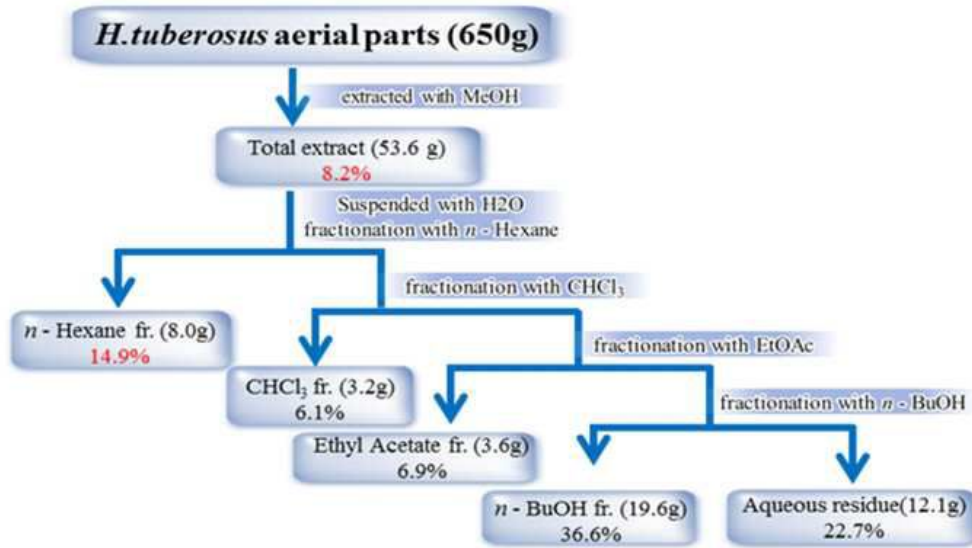 H.tuberosus aerial parts (650g)
extracted with MeOH
Total extract (53.6 g)
8.2%
Suspended with H2O
fractionation with n - Hexane
fractionation with CHCl₃
n - Hexane fr. (8.0g)
14.9%
fractionation with EtOAc
CHCl₃ fr. (3.2g)
6.1%
fractionation with n - BuOH
Ethyl Acetate fr. (3.6g)
6.9%
n - BuOH fr. (19.6g)
36.6%
Aqueous residue(12.1g)
22.7%